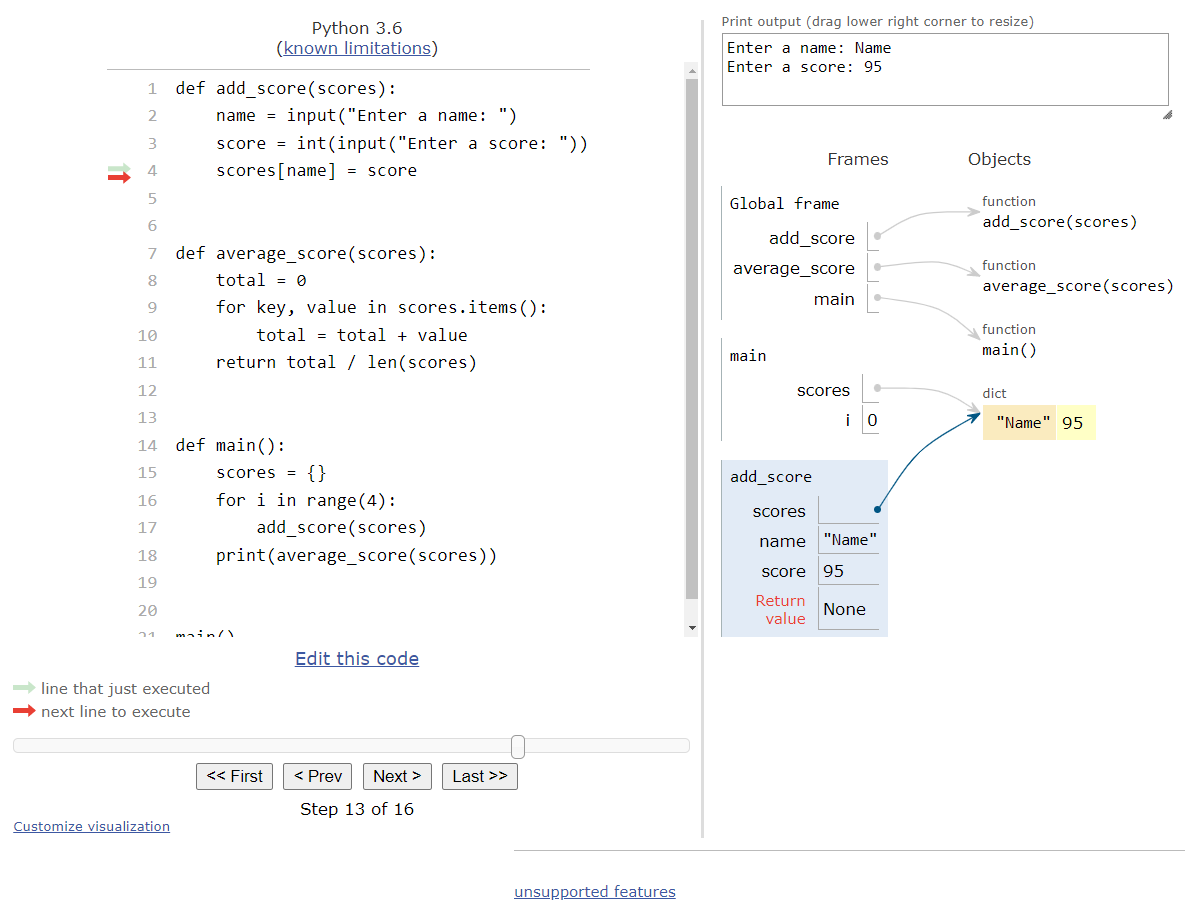 Python 3.6
(known limitations)
1 def add_score(scores):
2     name = input("Enter a name: ")
3     score = int(input("Enter a score: "))
4     scores[name] = score
5
6
7 def average_score(scores):
8     total = 0
9     for key, value in scores.items():
10         total = total + value
11     return total / len(scores)
12
13
14 def main():
15     scores = {}
16     for i in range(4):
17         add_score(scores)
18     print(average_score(scores))
19
20
21 main()
Edit this code
line that just executed
next line to execute
<< First < Prev Next > Last >>
Step 13 of 16
Customize visualization
Print output (drag lower right corner to resize)
Enter a name: Name
Enter a score: 95
Frames Objects
Global frame
add_score
average_score
main
function
add_score(scores)
function
average_score(scores)
function
main()
main
scores
i 0
dict
"Name" 95
add_score
scores
name "Name"
score 95
Return
value None
unsupported features